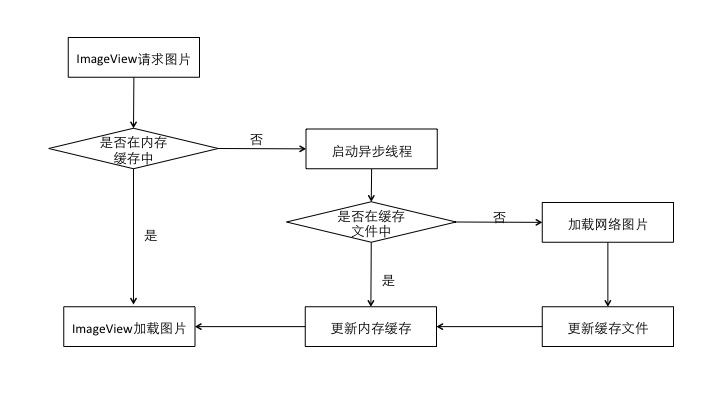 ImageView请求图片
是否在内存
缓存中
否
启动异步线程
是否在缓存
文件中
否
加载网络图片
是
是
ImageView加载图片
更新内存缓存
更新缓存文件